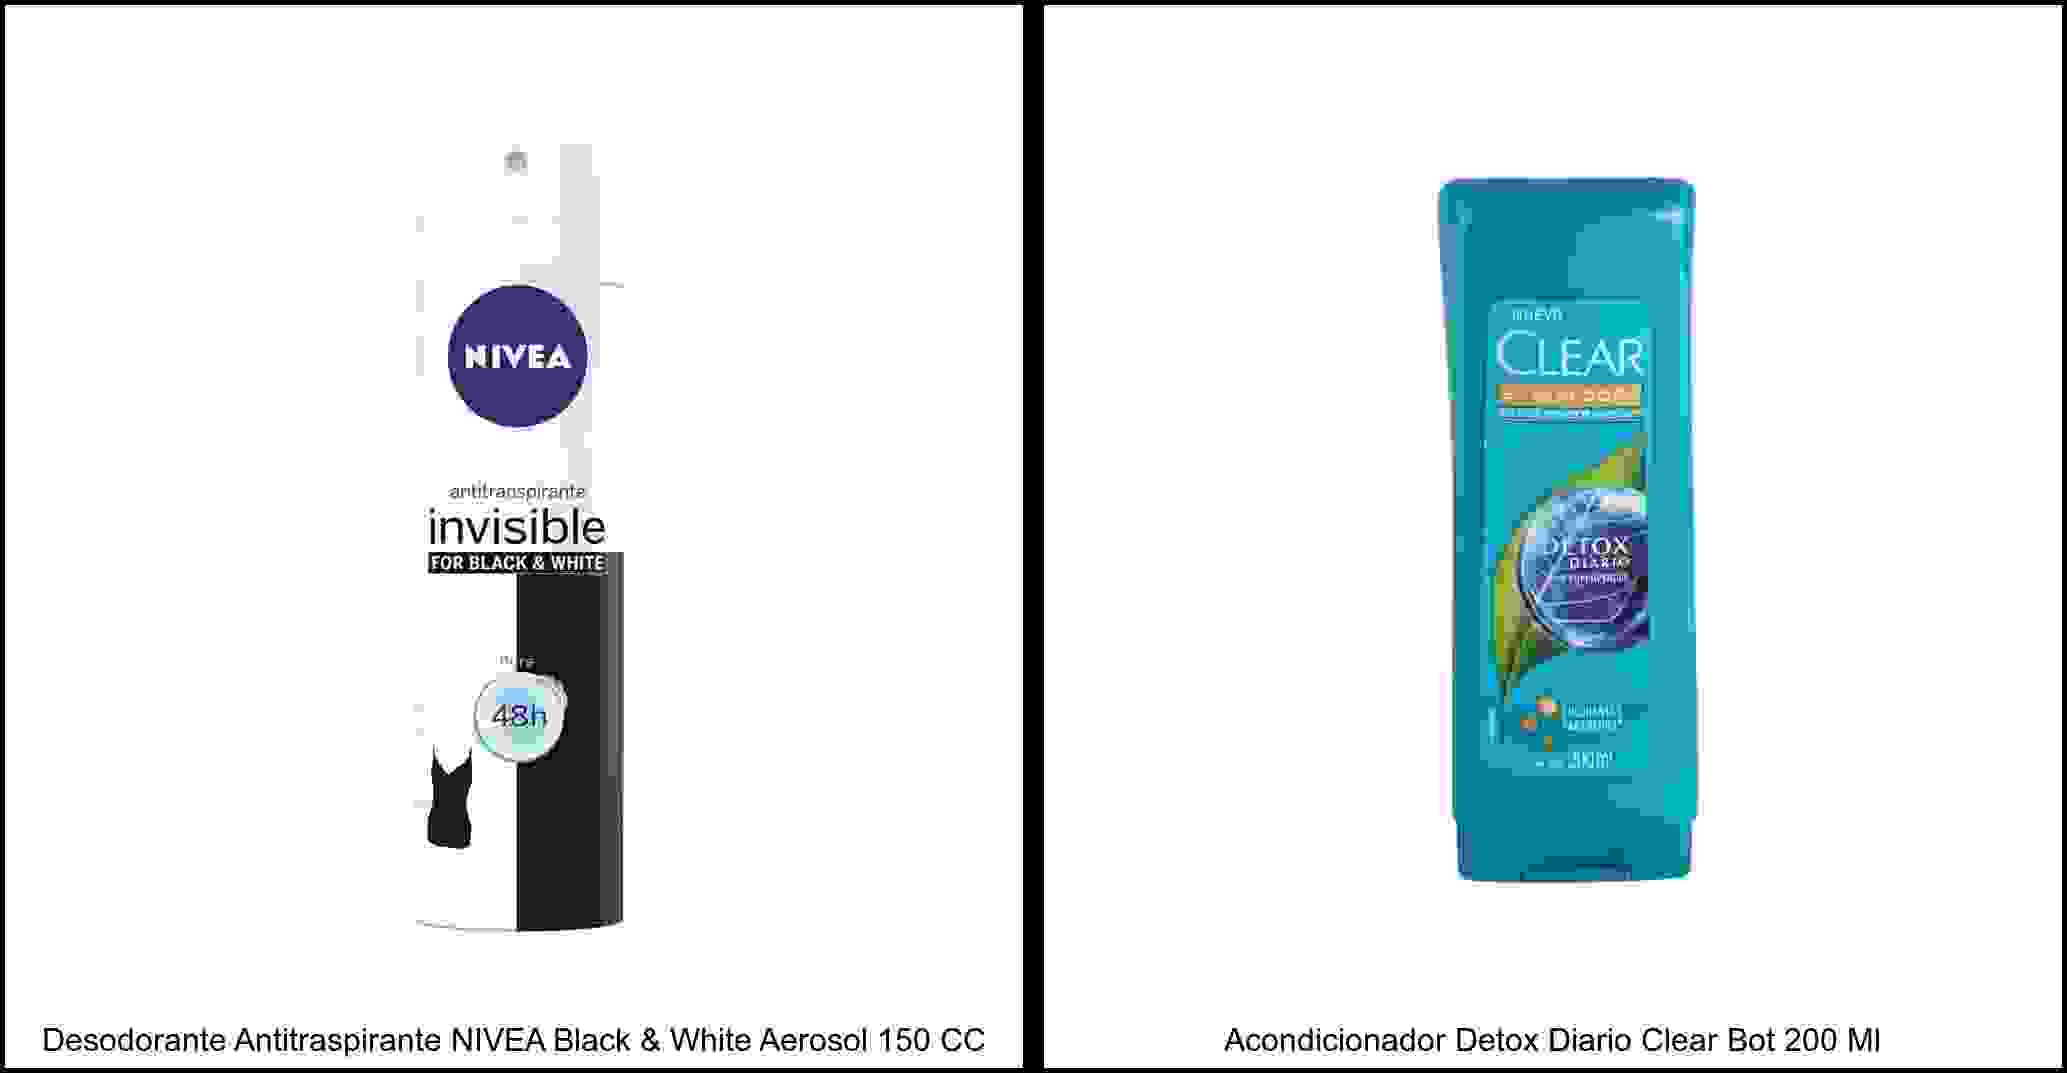 NIVEA
antitranspirante
invisible
FOR BLACK & WHITE
48h
Desodorante Antitraspirante NIVEA Black & White Aerosol 150 CC
NUEVO
CLEAR
DETOX
DIARIO
Acondicionador Detox Diario Clear Bot 200 Ml